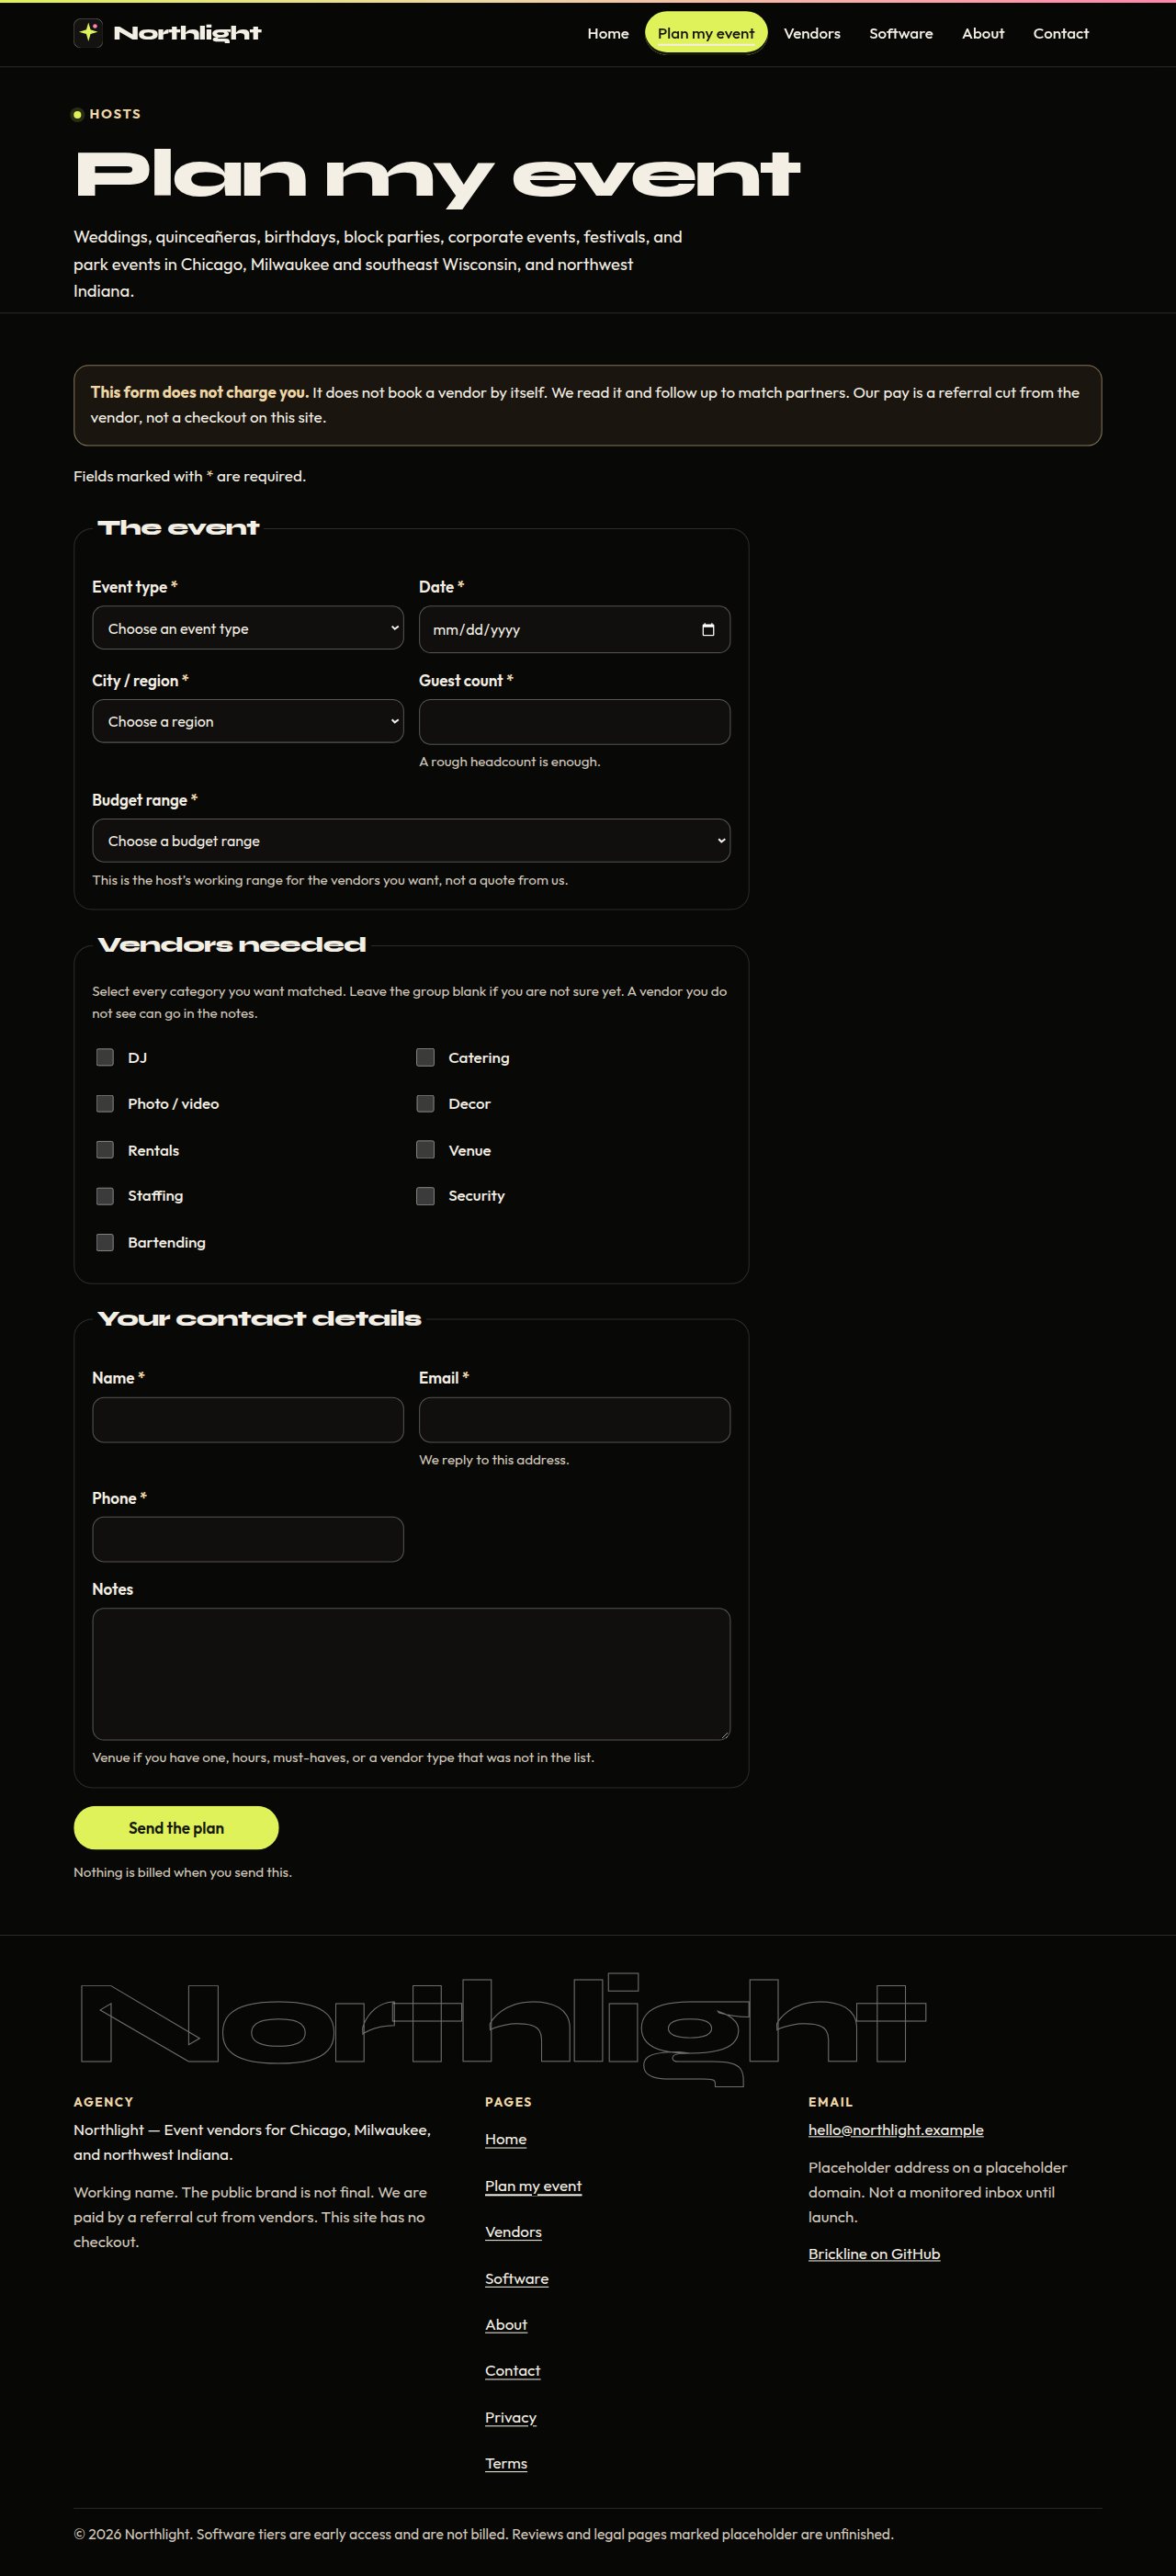 Northlight
Home
Plan my event
Vendors
Software
About
Contact
HOSTS
Plan my event
Weddings, quinceañeras, birthdays, block parties, corporate events, festivals, and
park events in Chicago, Milwaukee and southeast Wisconsin, and northwest
Indiana.
This form does not charge you. It does not book a vendor by itself. We read it and follow up to match partners. Our pay is a referral cut from the
vendor, not a checkout on this site.
Fields marked with * are required.
The event
Event type *
Date *
Choose an event type
mm/dd/yyyy
City / region *
Guest count *
Choose a region
A rough headcount is enough.
Budget range *
Choose a budget range
This is the host's working range for the vendors you want, not a quote from us.
Vendors needed
Select every category you want matched. Leave the group blank if you are not sure yet. A vendor you do
not see can go in the notes.
DJ
Catering
Photo / video
Decor
Rentals
Venue
Staffing
Security
Bartending
Your contact details
Name *
Email *
We reply to this address.
Phone *
Notes
Venue if you have one, hours, must-haves, or a vendor type that was not in the list.
Send the plan
Nothing is billed when you send this.
Northlight
AGENCY
Northlight — Event vendors for Chicago, Milwaukee,
and northwest Indiana.
Working name. The public brand is not final. We are
paid by a referral cut from vendors. This site has no
checkout.
PAGES
Home
Plan my event
Vendors
Software
About
Contact
Privacy
Terms
EMAIL
hello@northlight.example
Placeholder address on a placeholder
domain. Not a monitored inbox until
launch.
Brickline on GitHub
© 2026 Northlight. Software tiers are early access and are not billed. Reviews and legal pages marked placeholder are unfinished.